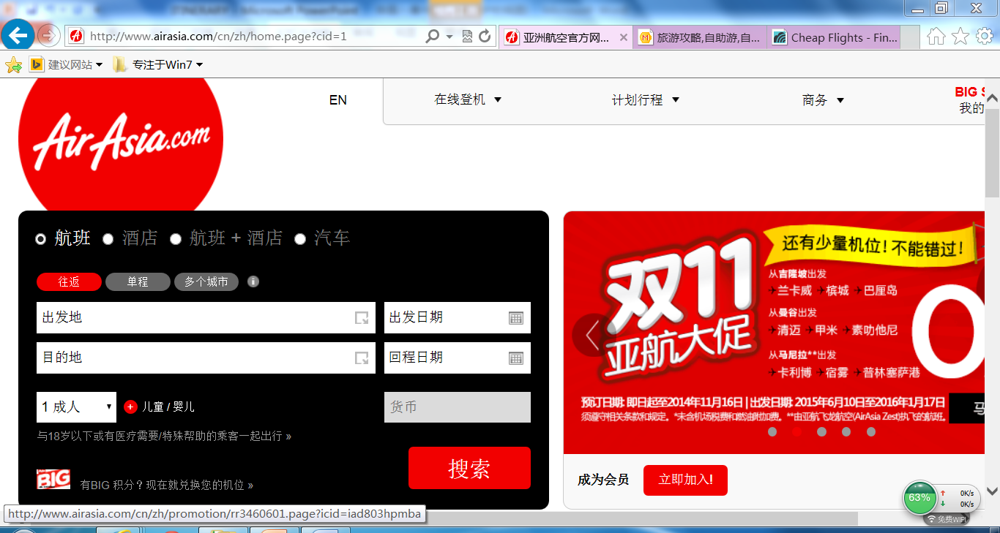 http://www.airasia.com/cn/zh/home.page?cid=1
亚洲航空官方网...
旅游攻略,自助游,自...
Cheap Flights - Fin...
建议网站
专注于Win7
AirAsia.com
EN
在线登机
计划行程
商务
BIG S
我的
航班
酒店
航班 + 酒店
汽车
往返
单程
多个城市
出发地
出发日期
目的地
回程日期
1 成人
儿童 / 婴儿
货币
与18岁以下或有医疗需要/特殊帮助的乘客一起出行 »
搜索
BIG
有BIG 积分？现在就兑换您的机位 »
还有少量机位！不能错过！
双11
亚航大促
从吉隆坡出发
兰卡威 槟城 巴厘岛
从曼谷出发
清迈 甲米 素叻他尼
从马尼拉**出发
卡利博 宿雾 普林塞萨港
0
预订日期: 即日起至2014年11月16日 | 出发日期: 2015年6月10日至2016年1月17日
须遵守相关条款和规定。*未含机场税费和燃油附加费。**由亚航飞龙航空(AirAsia Zest)执飞的航班。
马
成为会员
立即加入!
63%
0K/s
0K/s
免费WiFi
http://www.airasia.com/cn/zh/promotion/rr3460601.page?icid=iad803hpmba